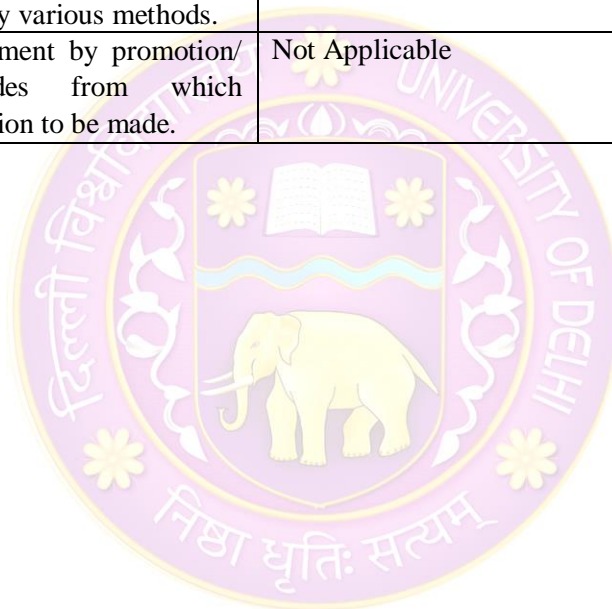 y various methods.
ment by promotion/
des from which
ion to be made.
Not Applicable
दिल्ली विश्वविद्यालय
UNIVERSITY OF DELHI
निष्ठा धृतिः सत्यम्